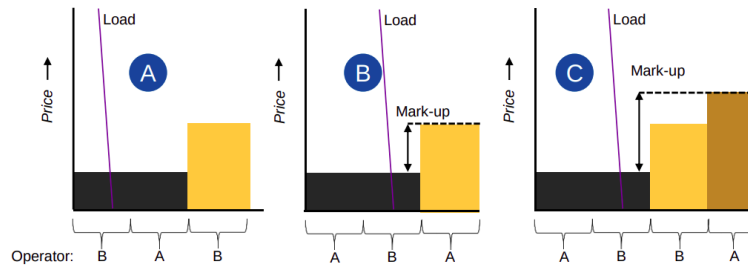 Load
Price
A
Load
Price
B
Mark-up
Load
Price
C
Mark-up
Operator: B A B
A B A
A B B A